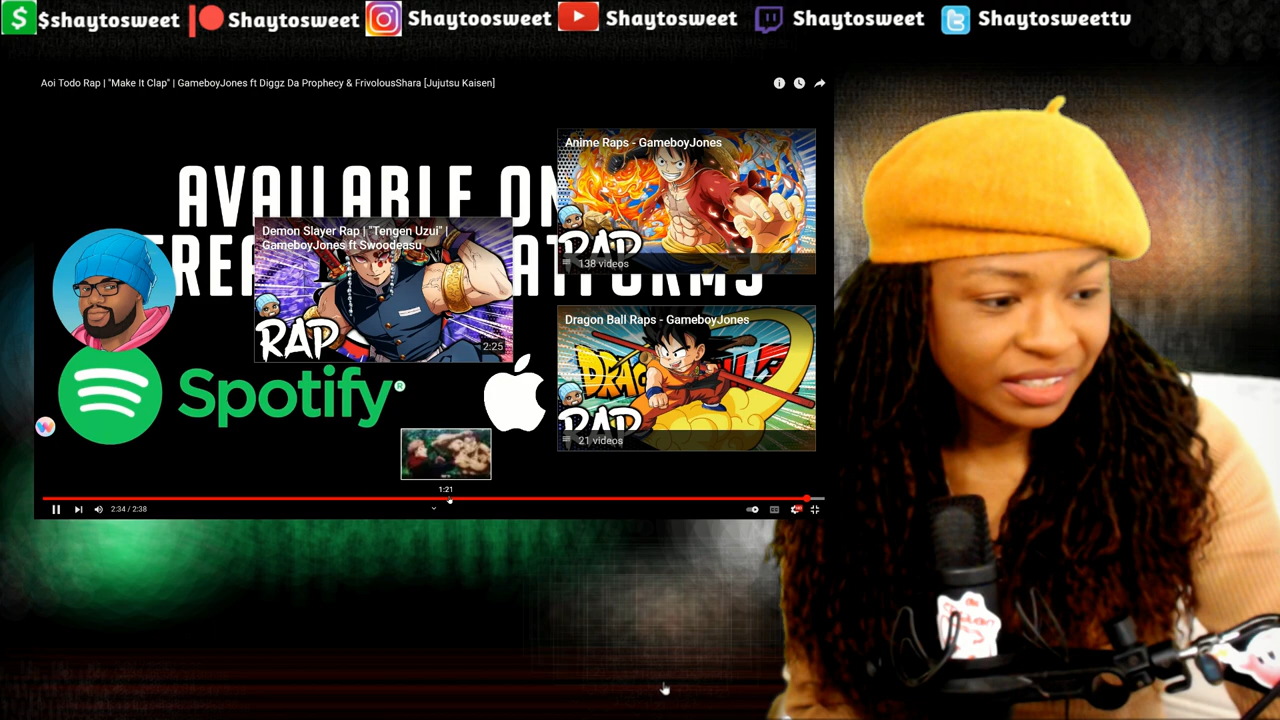 $shaytosweet
Shaytosweet
Shaytoosweet
Shaytosweet
Shaytosweet
Shaytosweettv
Aoi Todo Rap | "Make It Clap" | GameboyJones ft Diggz Da Prophecy & FrivolousShara [Jujutsu Kaisen]
AVAILABLE ON
Anime Raps - GameboyJones
RAP
138 videos
Demon Slayer Rap | "Tengen Uzui" |
GameboyJones ft Swoodeasu
RAP
2:25
Dragon Ball Raps - GameboyJones
RAP
21 videos
Spotify
1:21
2:34 / 2:38